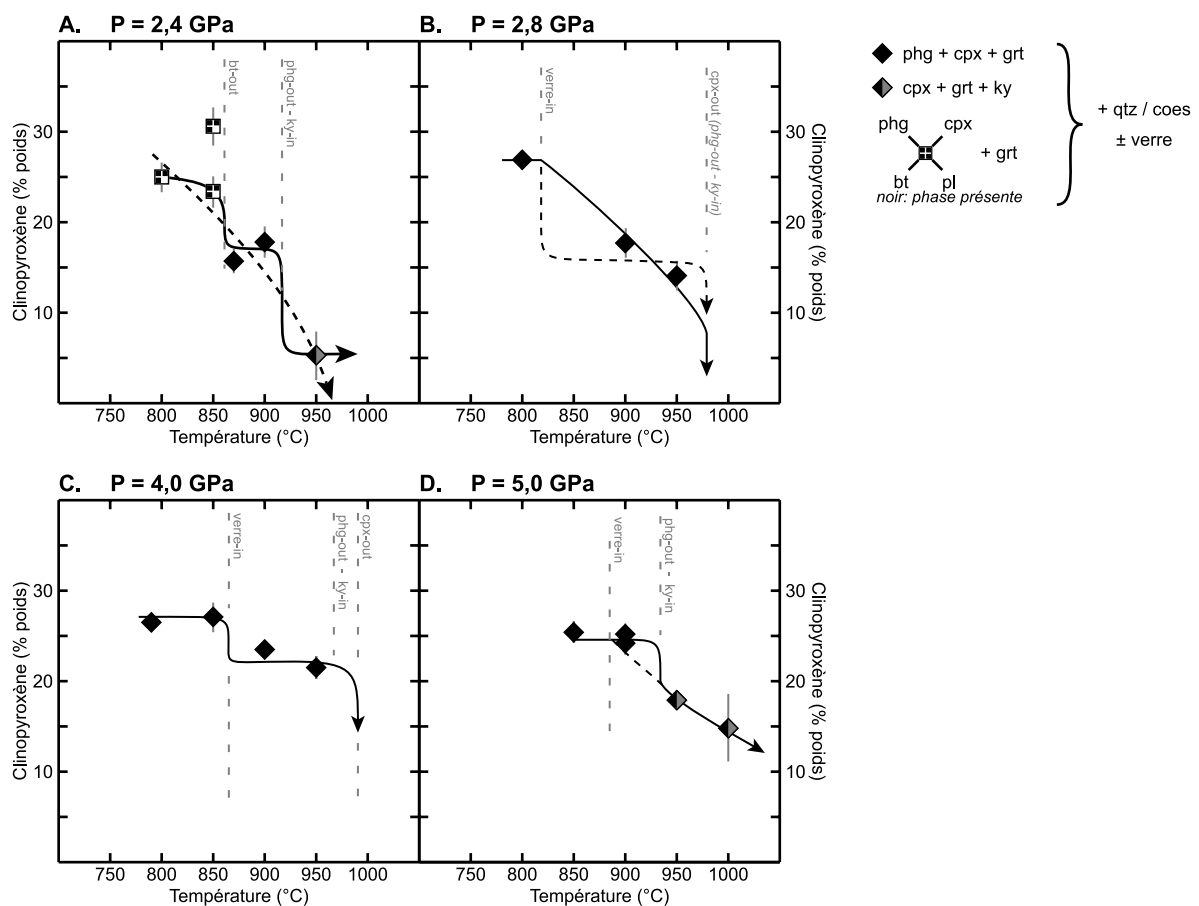 A. P = 2,4 GPa
Clinopyroxène (% poids)
30
20
10
bt-out
phg-out - ky-in
750 800 850 900 950 1000
Température (°C)
B. P = 2,8 GPa
verre-in
cpx-out (phg-out - ky-in)
Clinopyroxène (% poids)
30
20
10
750 800 850 900 950 1000
Température (°C)
phg + cpx + grt
cpx + grt + ky
phg cpx
+ grt
bt pl
noir: phase présente
+ qtz / coes
± verre
C. P = 4,0 GPa
Clinopyroxène (% poids)
30
20
10
verre-in
phg-out - ky-in
cpx-out
750 800 850 900 950 1000
Température (°C)
D. P = 5,0 GPa
verre-in
phg-out - ky-in
Clinopyroxène (% poids)
30
20
10
750 800 850 900 950 1000
Température (°C)